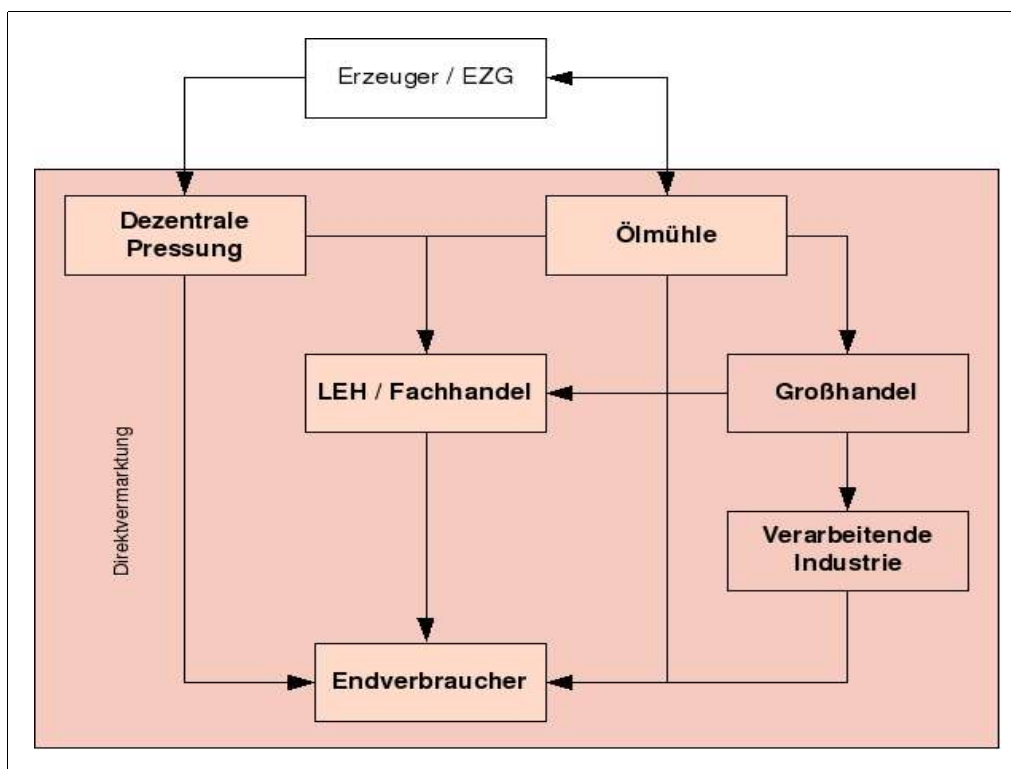 Erzeuger / EZG
Dezentrale
Pressung
Ölmühle
LEH / Fachhandel
Großhandel
Direktvermarktung
Verarbeitende
Industrie
Endverbraucher